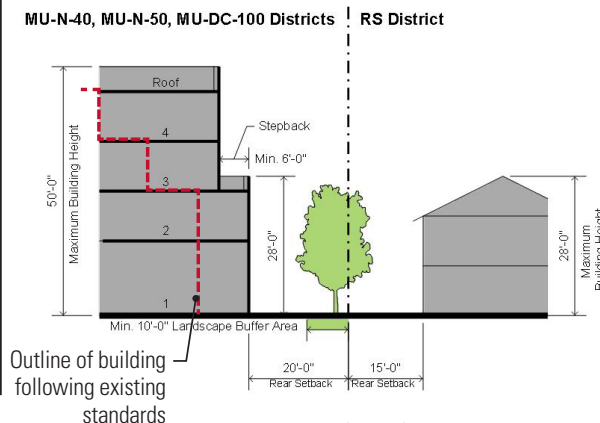 MU-N-40, MU-N-50, MU-DC-100 Districts
RS District
Roof
4
3
2
1
Stepback
Min. 6'-0"
50'-0"
Maximum Building Height
28'-0"
28'-0"
Maximum
Building Height
Min. 10'-0" Landscape Buffer Area
20'-0"
Rear Setback
15'-0"
Rear Setback
Outline of building
following existing
standards